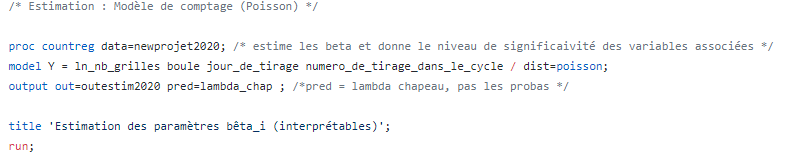 /* Estimation : Modèle de comptage (Poisson) */
proc countreg data=newprojet2020; /* estime les beta et donne le niveau de significaivité des variables associées */
model Y = ln_nb_grilles boule jour_de_tirage numero_de_tirage_dans_le_cycle / dist=poisson;
output out=outestim2020 pred=lambda_chap ; /*pred = lambda chapeau, pas les probas */
title 'Estimation des paramètres bêta_i (interprétables)';
run;